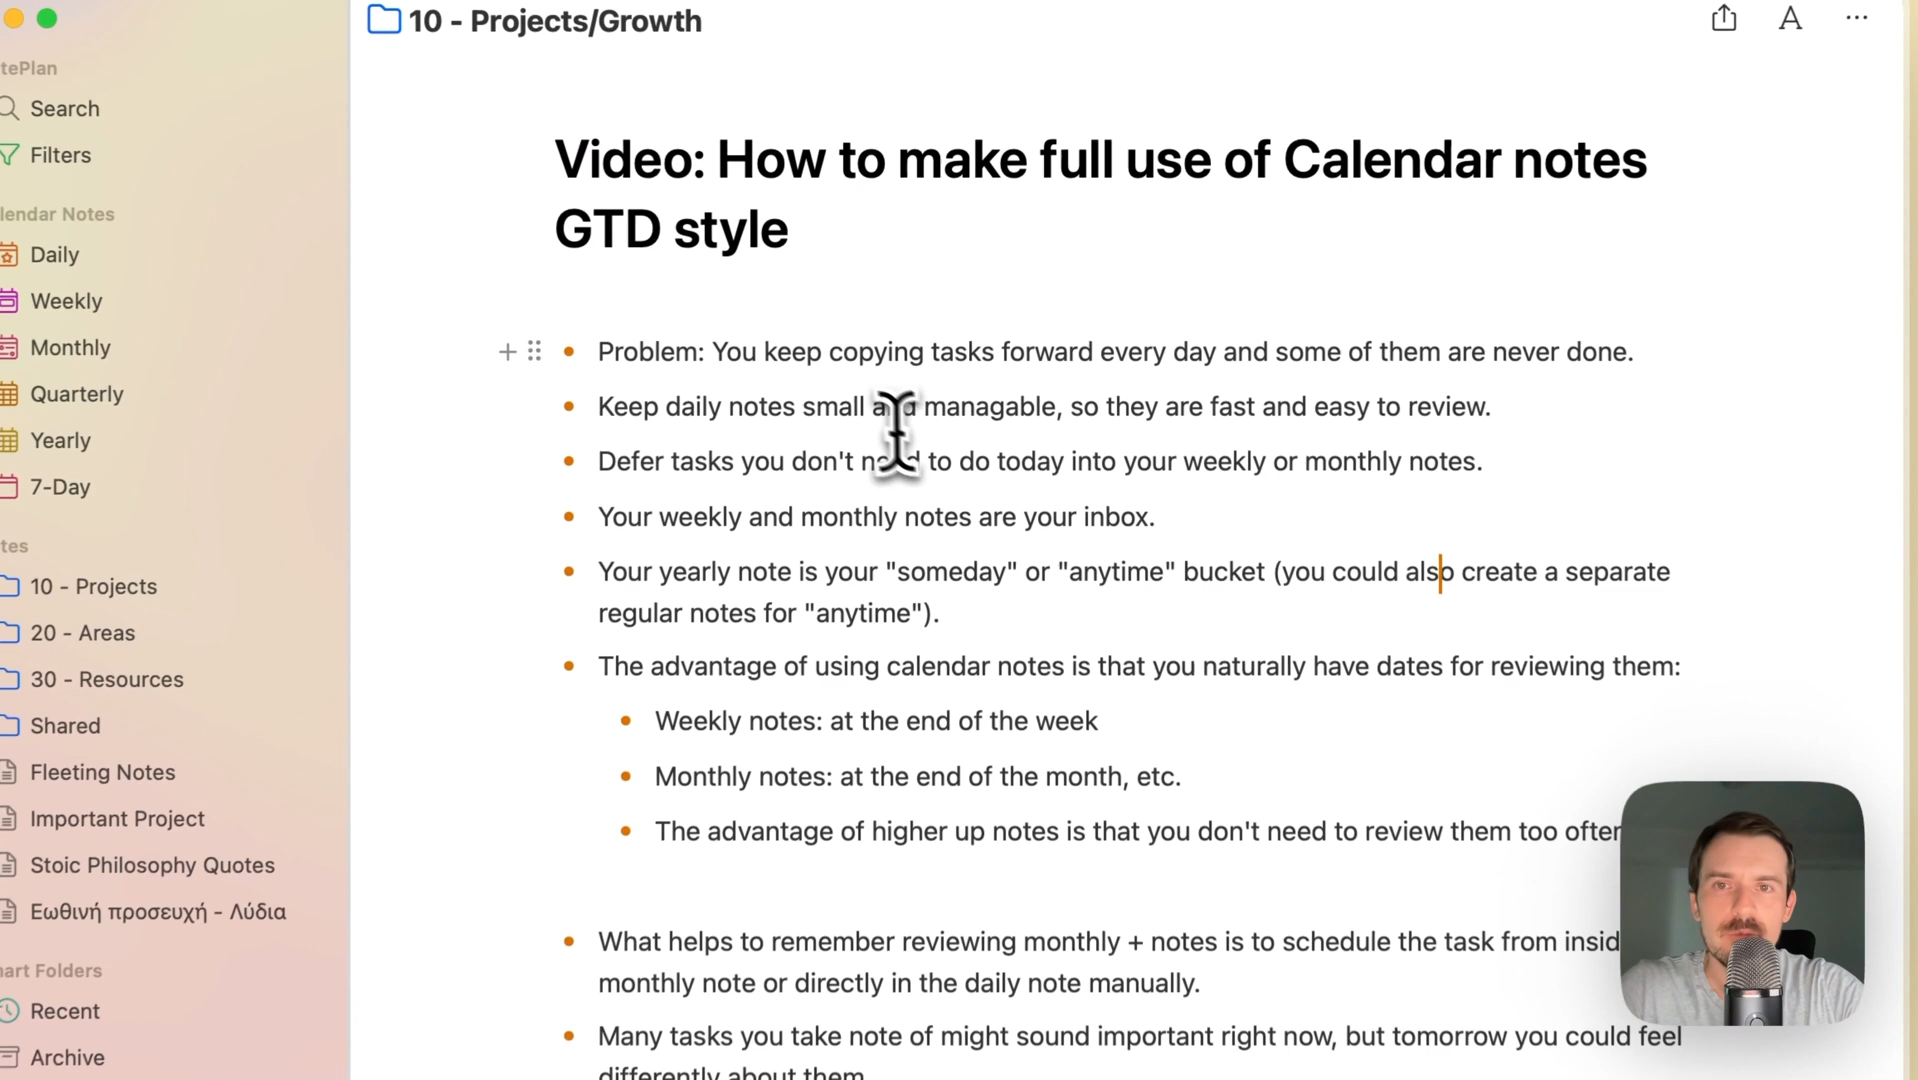 10 - Projects/Growth
tePlan
Search
Filters
lendar Notes
Daily
Weekly
Monthly
Quarterly
Yearly
7-Day
tes
10 - Projects
20 - Areas
30 - Resources
Shared
Fleeting Notes
Important Project
Stoic Philosophy Quotes
Εωθινή προσευχή - Λύδια
art Folders
Recent
Archive
Video: How to make full use of Calendar notes
GTD style
Problem: You keep copying tasks forward every day and some of them are never done.
Keep daily notes small and managable, so they are fast and easy to review.
Defer tasks you don't need to do today into your weekly or monthly notes.
Your weekly and monthly notes are your inbox.
Your yearly note is your "someday" or "anytime" bucket (you could also create a separate
regular notes for "anytime").
The advantage of using calendar notes is that you naturally have dates for reviewing them:
Weekly notes: at the end of the week
Monthly notes: at the end of the month, etc.
The advantage of higher up notes is that you don't need to review them too often
What helps to remember reviewing monthly + notes is to schedule the task from insid
monthly note or directly in the daily note manually.
Many tasks you take note of might sound important right now, but tomorrow you could feel
differently about them